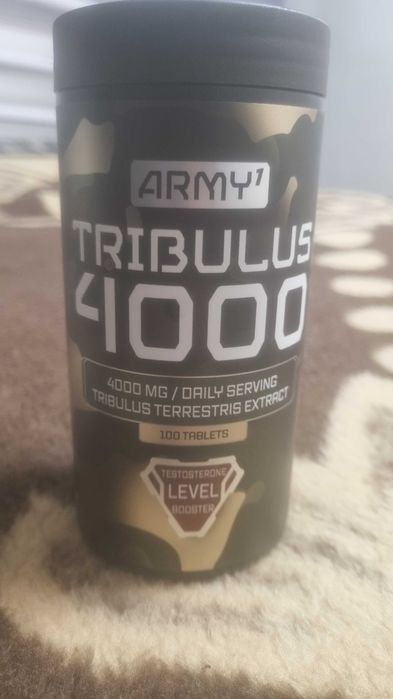 ARMY¹
TRIBULUS
4000
4000 MG / DAILY SERVING
TRIBULUS TERRESTRIS EXTRACT
100 TABLETS
TESTOSTERONE
LEVEL
BOOSTER